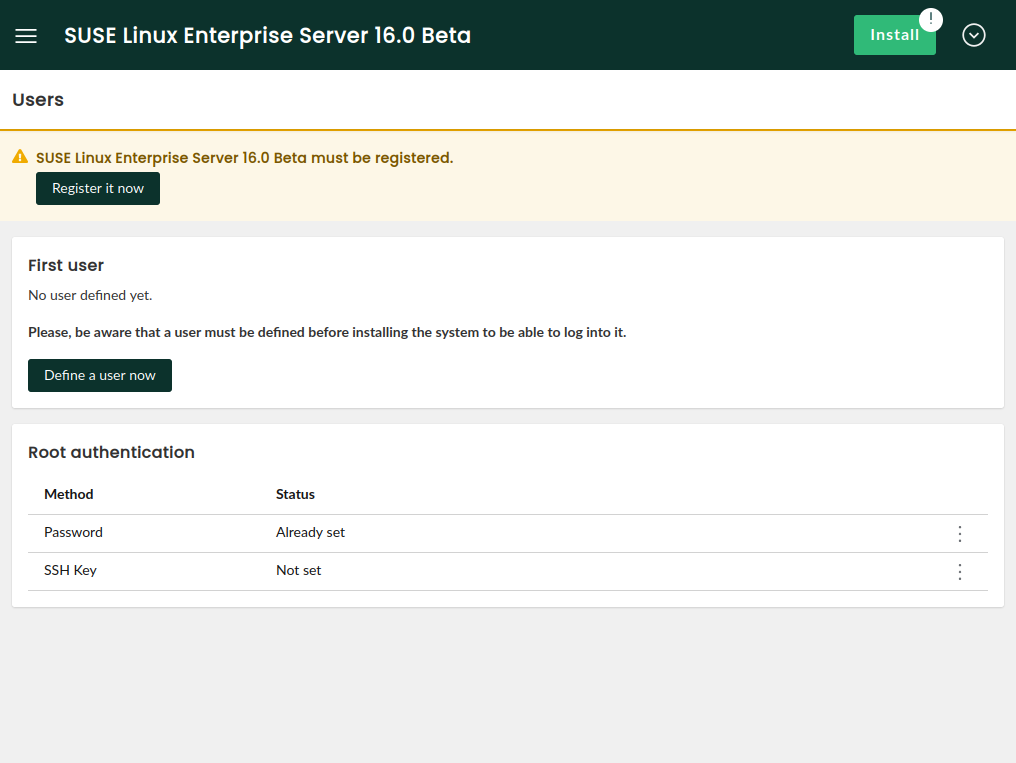 SUSE Linux Enterprise Server 16.0 Beta
Install
!
Users
SUSE Linux Enterprise Server 16.0 Beta must be registered.
Register it now
First user
No user defined yet.
Please, be aware that a user must be defined before installing the system to be able to log into it.
Define a user now
Root authentication
Method Status
Password Already set
SSH Key Not set